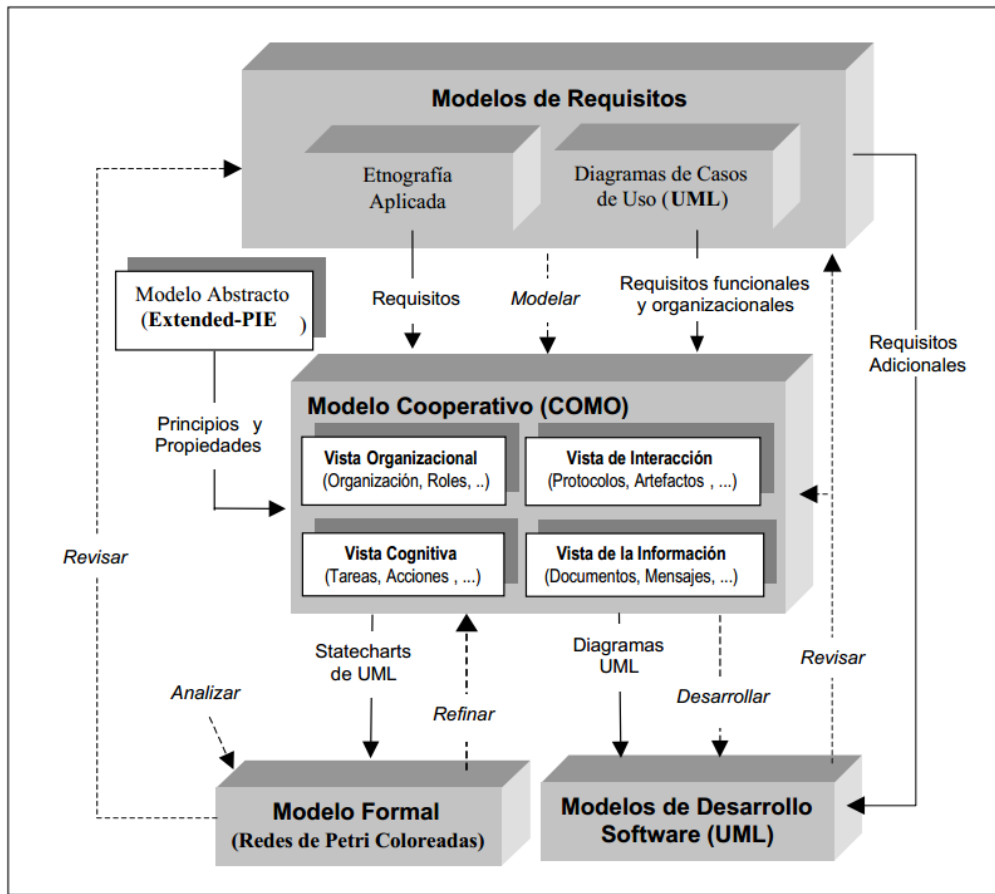 Modelos de Requisitos
Etnografía
Aplicada
Diagramas de Casos
de Uso (UML)
Modelo Abstracto
(Extended-PIE )
Requisitos
Modelar
Requisitos funcionales
y organizacionales
Requisitos
Adicionales
Principios y
Propiedades
Modelo Cooperativo (COMO)
Vista Organizacional
(Organización, Roles, ..)
Vista de Interacción
(Protocolos, Artefactos , ...)
Vista Cognitiva
(Tareas, Acciones , ...)
Vista de la Información
(Documentos, Mensajes, ...)
Revisar
Statecharts
de UML
Diagramas
UML
Revisar
Analizar
Refinar
Desarrollar
Modelo Formal
(Redes de Petri Coloreadas)
Modelos de Desarrollo
Software (UML)